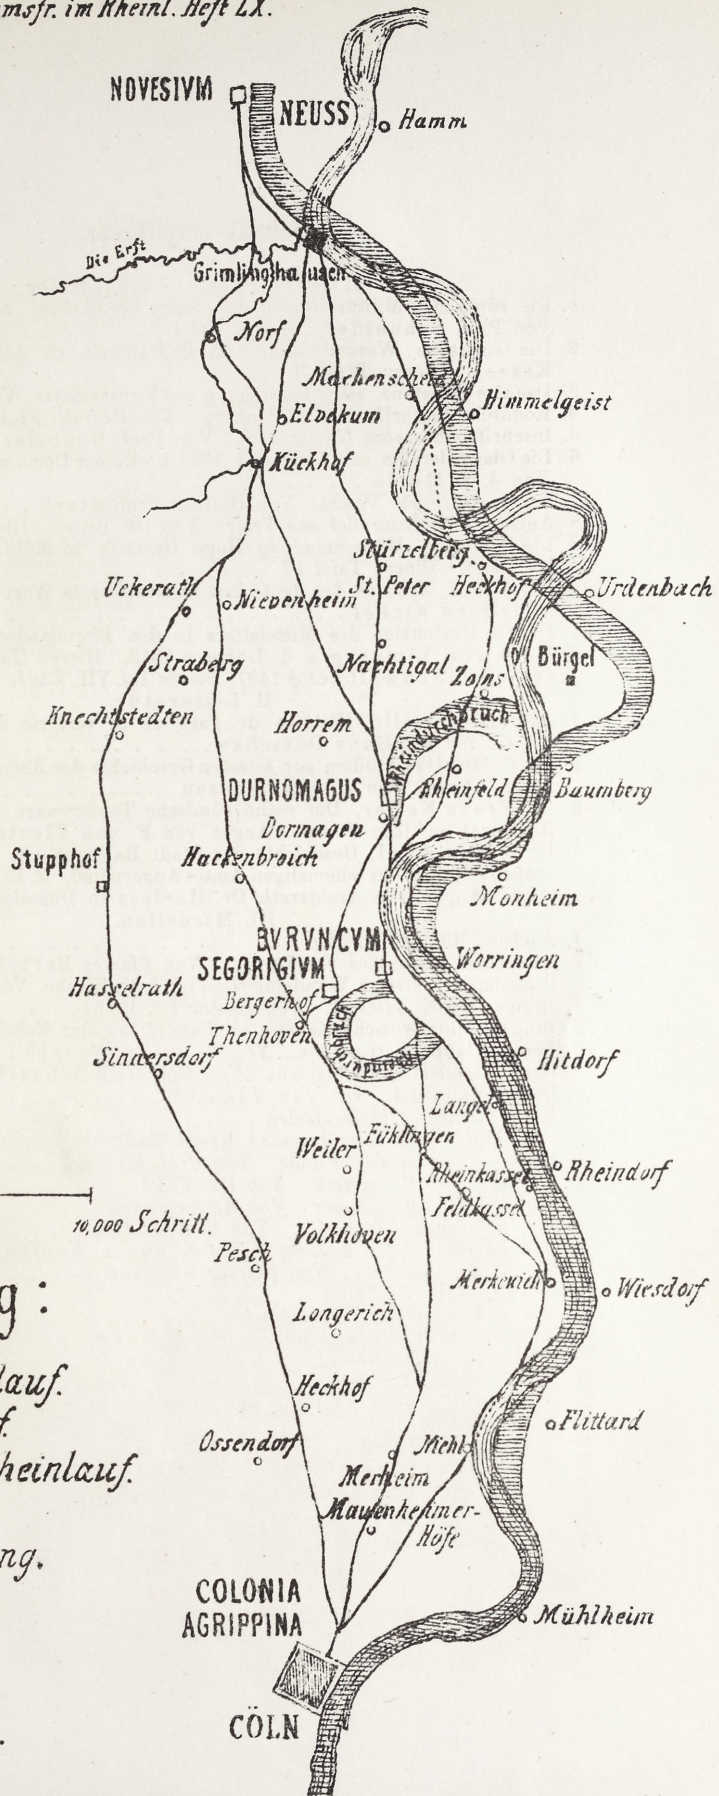 msfr. im Rheinl. Heft LX.
NOVESIVM
NEUSS
Hamm
Die Erft
Grimlinghausen
Norf
Macherscheid
Himmelgeist
Elvekum
Kückhof
Stürzelberg.
Uckerath
Nievenheim
St. Peter
Heckhof
Urdenbach
Straberg
Nachtigal
Zons
Bürgel
Knechtstedten
Horrem
Rheindurchbruch
DURNOMAGUS
Rheinfeld
Baumberg
Dormagen
Stupphof
Hackenbroich
Monheim
BVRVNCVM
SEGORIGIVM
Worringen
Hasselrath
Bergerhof
Thenhoven
Rheindurchbruch
Sinnersdorf
Hitdorf
Langel
Fühlingen
Weiler
Rheinkassel
Rheindorf
Feldkassel
10,000 Schritt.
Volkhoven
Pesch
Merkenich
Wiesdorf
g:
Longerich
lauf.
Heckhof
f.
Flittard
Ossendorf
Niehl
heinlauf.
Merheim
Mauenheimer-
Höfe
ng.
COLONIA
AGRIPPINA
Mühlheim
CÖLN